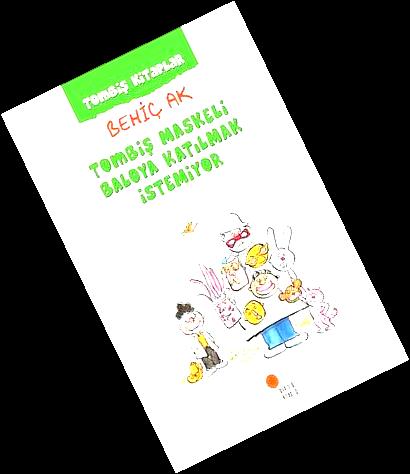 TOMBİŞ KİTAPLAR
BEHİÇ AK
TOMBİŞ MASKELİ
BALOYA KATILMAK
İSTEMİYOR